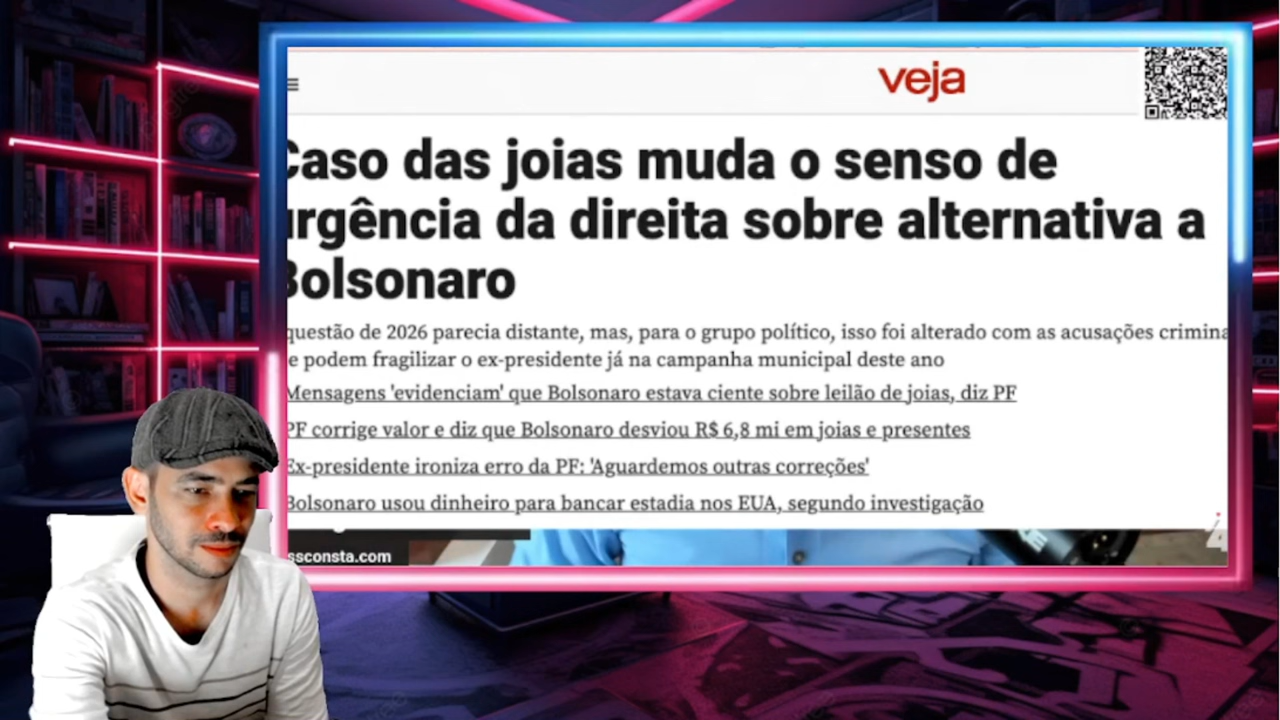 veja
Caso das joias muda o senso de
urgência da direita sobre alternativa a
Bolsonaro
questão de 2026 parecia distante, mas, para o grupo político, isso foi alterado com as acusações
e podem fragilizar o ex-presidente já na campanha municipal deste ano
Mensagens 'evidenciam' que Bolsonaro estava ciente sobre leilão de joias, diz PF
PF corrige valor e diz que Bolsonaro desviou R$ 6,8 mi em joias e presentes
Ex-presidente ironiza erro da PF: 'Aguardemos outras correções'
Bolsonaro usou dinheiro para bancar estadia nos EUA, segundo investigação
ssconsta.com